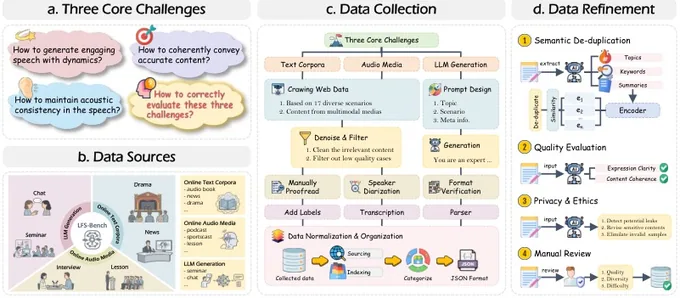 a. Three Core Challenges
How to generate engaging
speech with dynamics?
How to coherently convey
accurate content?
How to maintain acoustic
consistency in the speech?
How to correctly
evaluate these three
challenges?
b. Data Sources
Chat
Drama
Seminar
News
Interview
Lesson
LLM Generation
Online Text Corpora
Online Audio Media
LFS-Bench
Online Text Corpora
- audio book
- news
- drama
...
Online Audio Media
- podcast
- sportscast
- lesson
...
LLM Generation
- seminar
- chat
...
c. Data Collection
Three Core Challenges
Text Corpora
Audio Media
LLM Generation
Crawing Web Data
1. Based on 17 diverse scenarios
2. Content from multimodal medias
Prompt Design
1. Topic
2. Scenario
3. Meta info.
Denoise & Filter
1. Clean the irrelevant content
2. Filter out low quality cases
Generation
You are an expert ...
Manually
Proofread
Speaker
Diarization
Format
Verification
Add Labels
Transcription
Parser
Data Normalization & Organization
Collected data
Sourcing
Indexing
Categorize
JSON
JSON Format
d. Data Refinement
1 Semantic De-duplication
extract
Topics
Keywords
Summaries
De-duplicate
Similarity
e1
e2
en
Encoder
2 Quality Evaluation
input
Expression Clarity
Content Coherence
3 Privacy & Ethics
input
1. Detect potential leaks
2. Revise sensitive contents
3. Eliminate invalid samples
4 Manual Review
review
1. Quality
2. Diversity
3. Difficulty